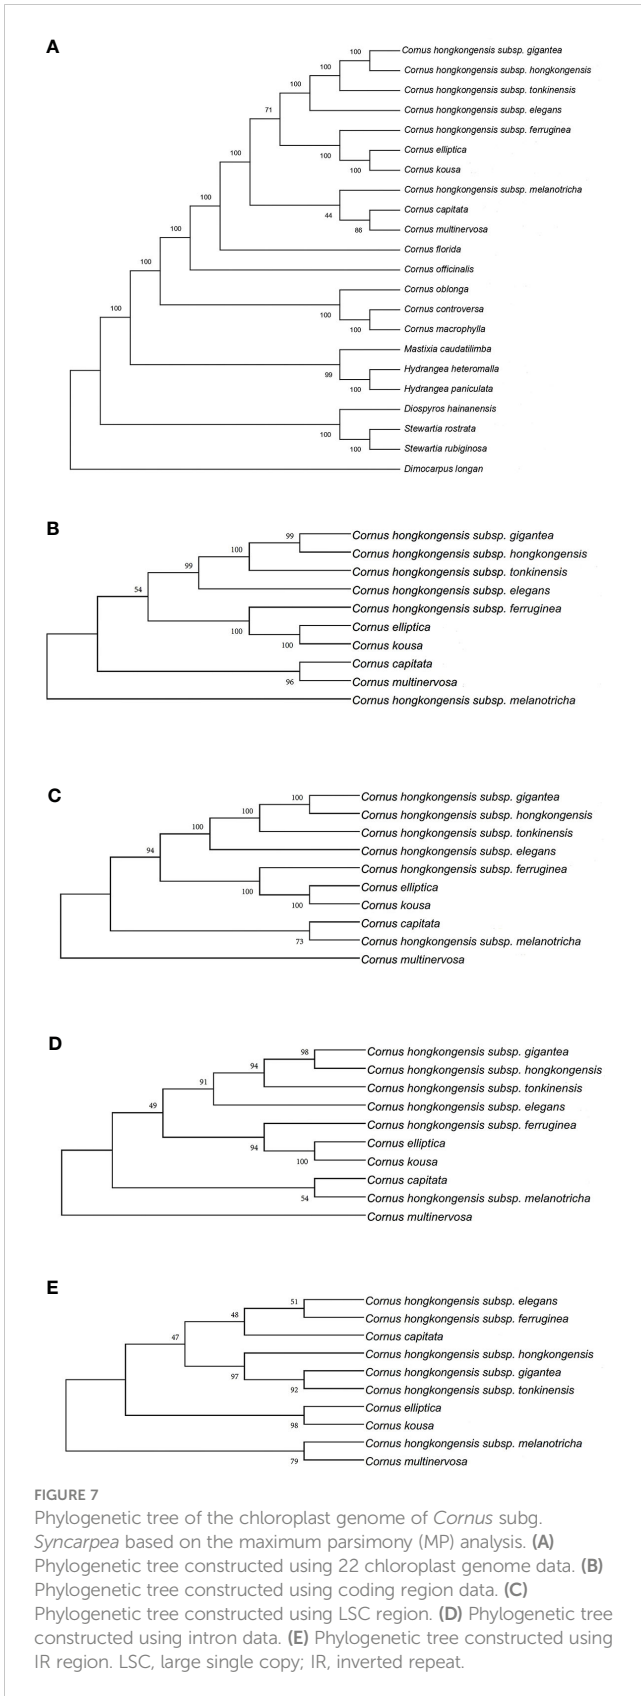 A
100
Cornus hongkongensis subsp. gigantea
100
Cornus hongkongensis subsp. hongkongensis
100
Cornus hongkongensis subsp. tonkinensis
71
Cornus hongkongensis subsp. elegans
Cornus hongkongensis subsp. ferruginea
100
Cornus elliptica
100
100
Cornus kousa
Cornus hongkongensis subsp. melanotricha
100
44
Cornus capitata
86
Cornus multinervosa
100
Cornus florida
100
Cornus officinalis
Cornus oblonga
100
100
Cornus controversa
100
Cornus macrophylla
Mastixia caudatilimba
99
Hydrangea heteromalla
100
Hydrangea paniculata
Diospyros hainanensis
100
Stewartia rostrata
100
Stewartia rubiginosa
Dimocarpus longan
B
99
Cornus hongkongensis subsp. gigantea
100
Cornus hongkongensis subsp. hongkongensis
99
Cornus hongkongensis subsp. tonkinensis
54
Cornus hongkongensis subsp. elegans
Cornus hongkongensis subsp. ferruginea
100
Cornus elliptica
100
Cornus kousa
Cornus capitata
96
Cornus multinervosa
Cornus hongkongensis subsp. melanotricha
C
100
Cornus hongkongensis subsp. gigantea
100
Cornus hongkongensis subsp. hongkongensis
100
Cornus hongkongensis subsp. tonkinensis
94
Cornus hongkongensis subsp. elegans
Cornus hongkongensis subsp. ferruginea
100
Cornus elliptica
100
Cornus kousa
Cornus capitata
73
Cornus hongkongensis subsp. melanotricha
Cornus multinervosa
D
98
Cornus hongkongensis subsp. gigantea
94
Cornus hongkongensis subsp. hongkongensis
91
Cornus hongkongensis subsp. tonkinensis
49
Cornus hongkongensis subsp. elegans
Cornus hongkongensis subsp. ferruginea
94
Cornus elliptica
100
Cornus kousa
Cornus capitata
54
Cornus hongkongensis subsp. melanotricha
Cornus multinervosa
E
51
Cornus hongkongensis subsp. elegans
48
Cornus hongkongensis subsp. ferruginea
47
Cornus capitata
Cornus hongkongensis subsp. hongkongensis
97
Cornus hongkongensis subsp. gigantea
92
Cornus hongkongensis subsp. tonkinensis
Cornus elliptica
98
Cornus kousa
Cornus hongkongensis subsp. melanotricha
79
Cornus multinervosa
FIGURE 7
Phylogenetic tree of the chloroplast genome of Cornus subg.
Syncarpea based on the maximum parsimony (MP) analysis. (A)
Phylogenetic tree constructed using 22 chloroplast genome data. (B)
Phylogenetic tree constructed using coding region data. (C)
Phylogenetic tree constructed using LSC region. (D) Phylogenetic tree
constructed using intron data. (E) Phylogenetic tree constructed using
IR region. LSC, large single copy; IR, inverted repeat.